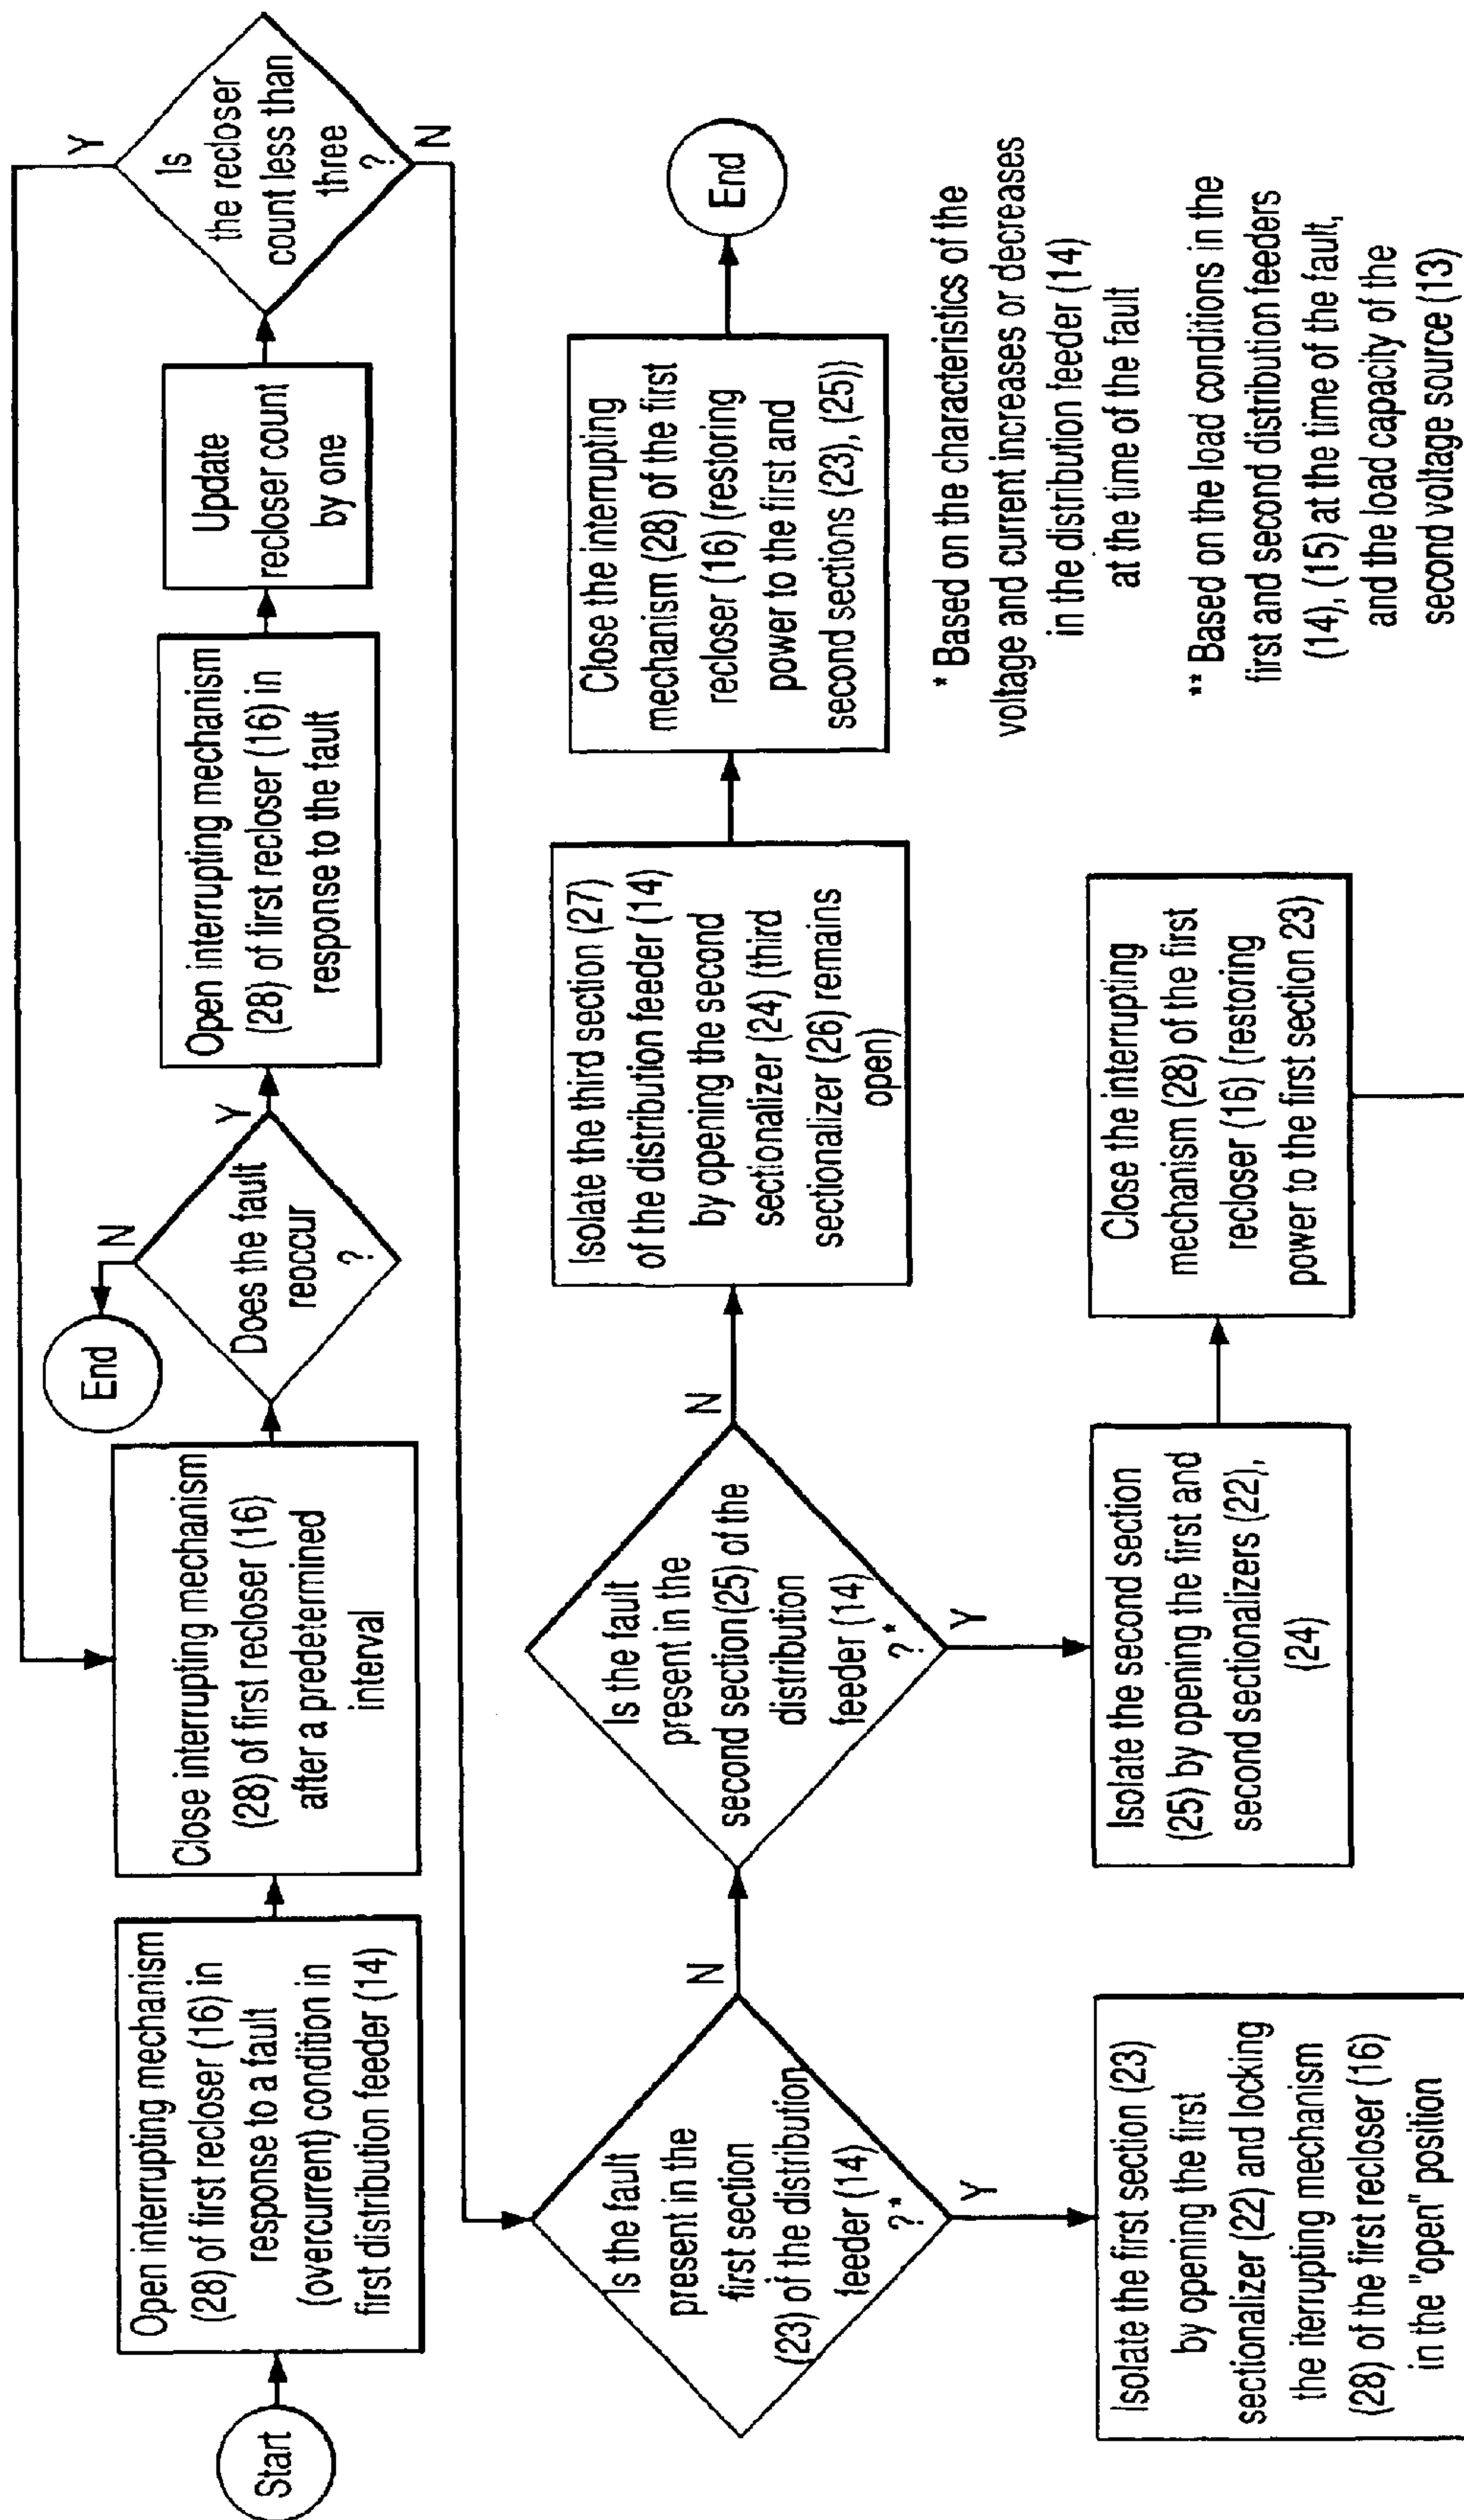 Start
Open interrupting mechanism
(28) of first recloser (16) in
response to a fault
(overcurrent) condition in
first distribution feeder (14)
Close interrupting mechanism
(28) of first recloser (16)
after a predetermined
interval
End
N
Does the fault
reoccur
?
Y
Open interrupting mechanism
(28) of first recloser (16) in
response to the fault
Update
recloser count
by one
Is
the recloser
count less than
three
?
Y
N
Is the fault
present in the
first section
(23) of the distribution
feeder (14)
?*
N
Y
Is the fault
present in the
second section(25) of the
distribution
feeder (14)
?*
N
Y
Isolate the third section (27)
of the distribution feeder (14)
by opening the second
sectionalizer (24) (third
sectionalizer (26) remains
open)
Close the interrupting
mechanism (28) of the first
recloser (16) (restoring
power to the first and
second sections (23), (25))
End
Isolate the first section (23)
by opening the first
sectionalizer (22) and locking
the iterrupting mechanism
(28) of the first recloser (16)
in the "open" position
Isolate the second section
(25) by opening the first and
second sectionalizers (22),
(24)
Close the interrupting
mechanism (28) of the first
recloser (16) (restoring
power to the first section 23)
* Based on the characteristics of the
voltage and current increases or decreases
in the distribution feeder (14)
at the time of the fault
** Based on the load conditions in the
first and second distribution feeders
(14), (15) at the time of the fault,
and the load capacity of the
second voltage source (13)